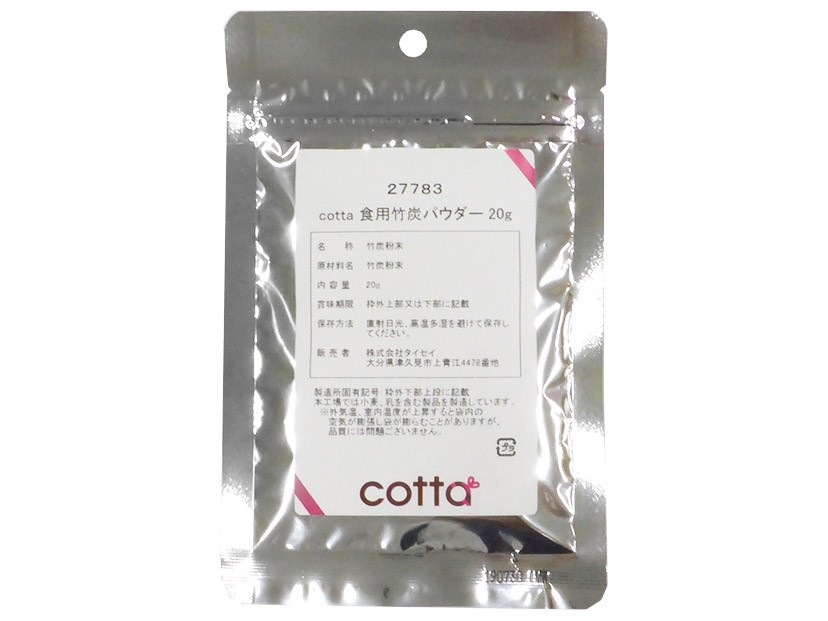 27783
cotta 食用竹炭パウダー 20g
名 称 : 竹炭粉末
原材料名 : 竹炭粉末
内容量 : 20g
賞味期限 : 枠外上部又は下部に記載
保存方法 : 直射日光、高温多湿を避けて保存し
てください。
販売者 : 株式会社タイセイ
大分県津久見市上青江4478番地
製造所固有記号 枠外下部上段に記載
本工場では小麦、乳を含む製品を製造しています。
※外気温、室内温度が上昇すると袋内の
空気が膨張し袋が膨らむことがありますが、
品質には問題ございません。
プラ
cotta
190730